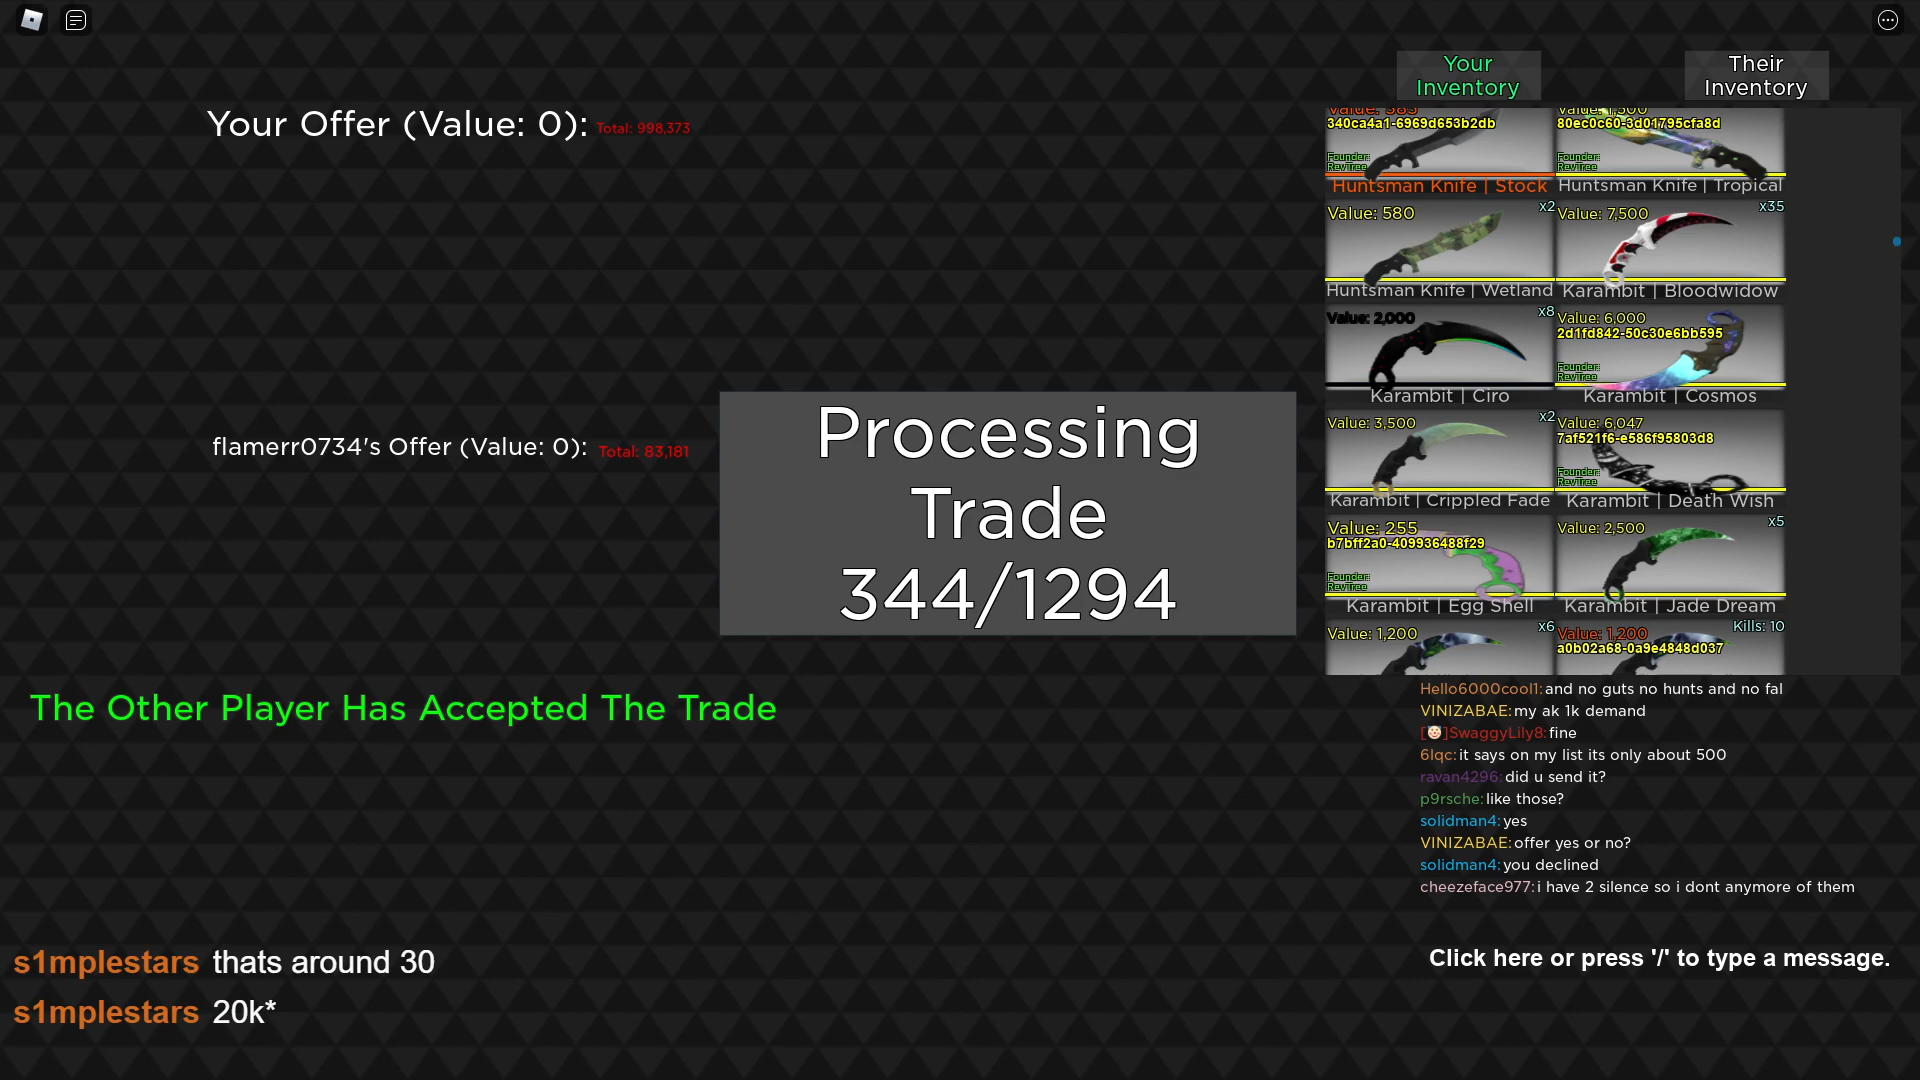 Your Inventory
Their Inventory
Your Offer (Value: 0): Total: 998,373
Value: 585
340ca4a1-6969d653b2db
Founder:
RevTree
Huntsman Knife | Stock
Value: 1,500
80ec0c60-3d01795cfa8d
Founder:
RevTree
Huntsman Knife | Tropical
Value: 580
x2
Huntsman Knife | Wetland
Value: 7,500
x35
Karambit | Bloodwidow
Value: 2,000
x8
Karambit | Ciro
Value: 6,000
2d1fd842-50c30e6bb595
Founder:
RevTree
Karambit | Cosmos
Value: 3,500
x2
Karambit | Crippled Fade
Value: 6,047
7af521f6-e586f95803d8
Founder:
RevTree
Karambit | Death Wish
Value: 255
b7bff2a0-409936488f29
Founder:
RevTree
Karambit | Egg Shell
Value: 2,500
x5
Karambit | Jade Dream
Value: 1,200
x6
Value: 1,200
Kills: 10
a0b02a68-0a9e4848d037
flamerr0734's Offer (Value: 0): Total: 83,181
Processing
Trade
344/1294
The Other Player Has Accepted The Trade
Hello6000cool1: and no guts no hunts and no fal
VINIZABAE: my ak 1k demand
[🤡]SwaggyLily8: fine
6lqc: it says on my list its only about 500
ravan4296: did u send it?
p9rsche: like those?
solidman4: yes
VINIZABAE: offer yes or no?
solidman4: you declined
cheezeface977: i have 2 silence so i dont anymore of them
Click here or press '/' to type a message.
s1mplestars thats around 30
s1mplestars 20k*